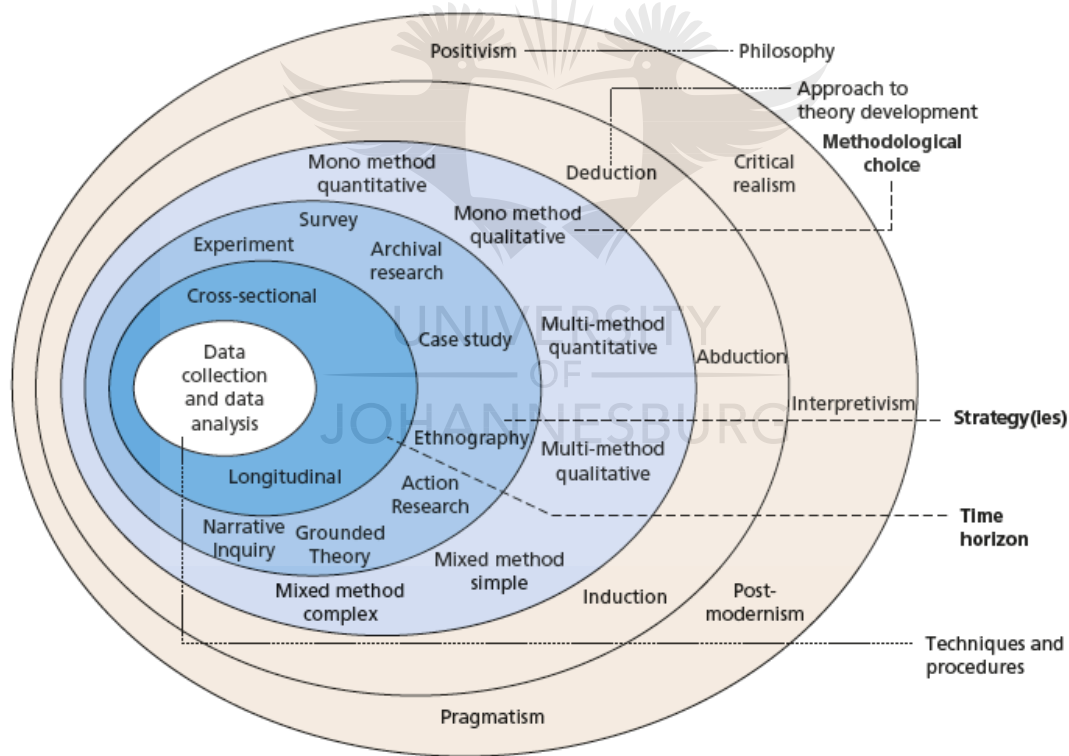 Positivism
Philosophy
Approach to
theory development
Methodological
choice
Critical
realism
Deduction
Mono method
quantitative
Mono method
qualitative
Survey
Experiment
Archival
research
Cross-sectional
UNIVERSITY
OF
JOHANNESBURG
Case study
Multi-method
quantitative
Abduction
Data
collection
and data
analysis
Interpretivism
Strategy(ies)
Ethnography
Multi-method
qualitative
Longitudinal
Action
Research
Narrative
Inquiry
Grounded
Theory
Time
horizon
Mixed method
simple
Mixed method
complex
Induction
Post-
modernism
Techniques and
procedures
Pragmatism